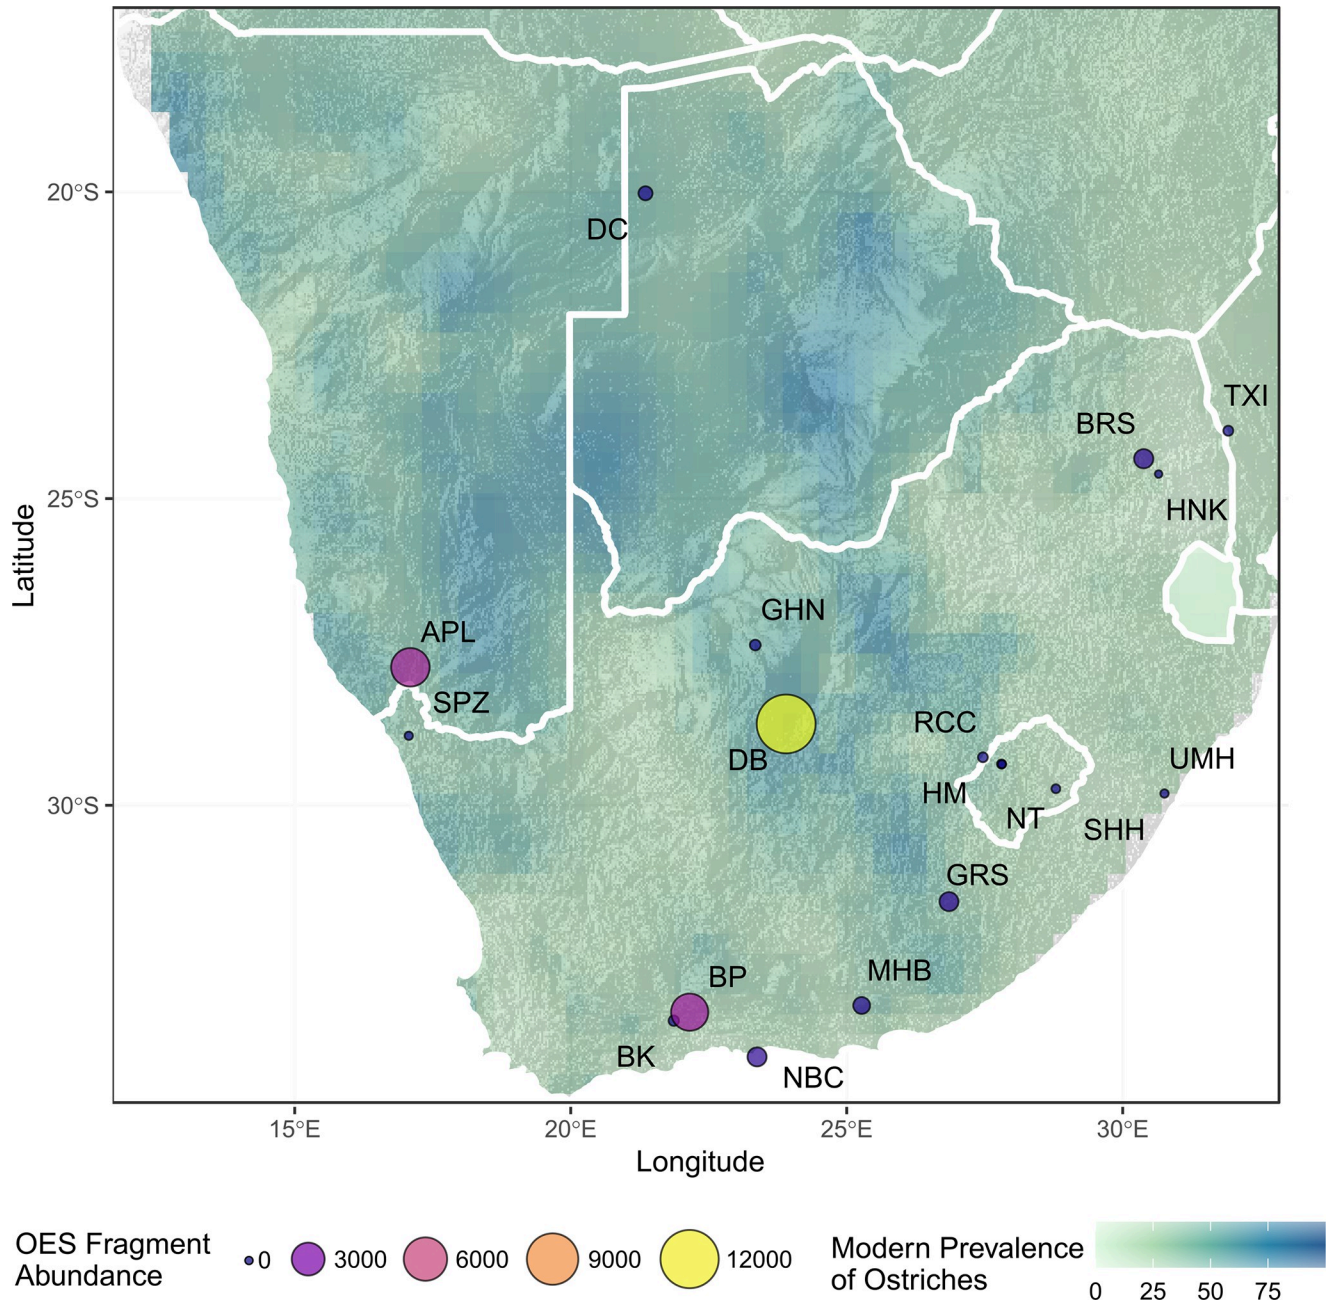 20°S
DC
TXI
BRS
25°S
HNK
Latitude
GHN
APL
SPZ
RCC
DB
UMH
HM
30°S
NT
SHH
GRS
MHB
BP
BK
NBC
15°E
20°E
25°E
30°E
Longitude
OES Fragment
Abundance
0
3000
6000
9000
12000
Modern Prevalence
of Ostriches
0
25
50
75